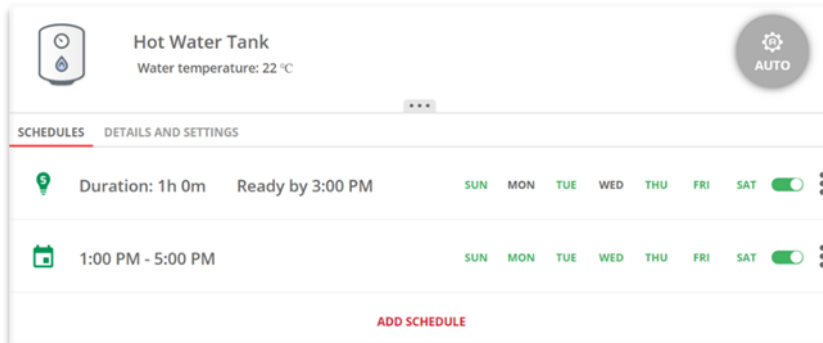 Hot Water Tank
Water temperature: 22 °C
AUTO
SCHEDULES DETAILS AND SETTINGS
Duration: 1h 0m Ready by 3:00 PM SUN MON TUE WED THU FRI SAT
1:00 PM - 5:00 PM SUN MON TUE WED THU FRI SAT
ADD SCHEDULE